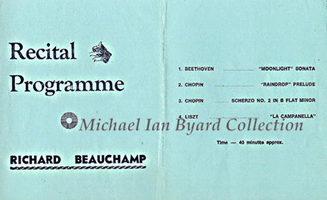 Recital
Programme
RICHARD BEAUCHAMP
1. BEETHOVEN ........ "MOONLIGHT" SONATA
2. CHOPIN ........ "RAINDROP" PRELUDE
3. CHOPIN ........ SCHERZO NO. 2 IN B FLAT MINOR
4. LISZT ........ "LA CAMPANELLA"
Time — 40 minutes approx.
Michael Ian Byard Collection